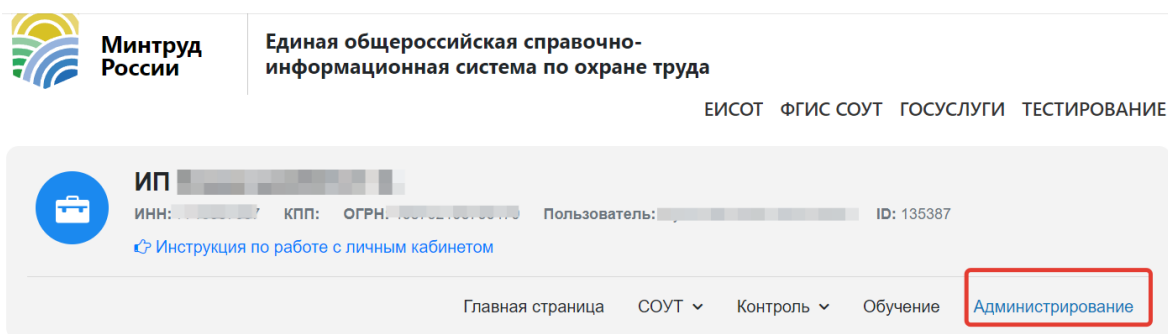 Минтруд
России
Единая общероссийская справочно-
информационная система по охране труда
ЕИСОТ ФГИС СОУТ ГОСУСЛУГИ ТЕСТИРОВАНИЕ
ИП
ИНН: КПП: ОГРН: Пользователь: ID: 135387
Инструкция по работе с личным кабинетом
Главная страница СОУТ Контроль Обучение Администрирование